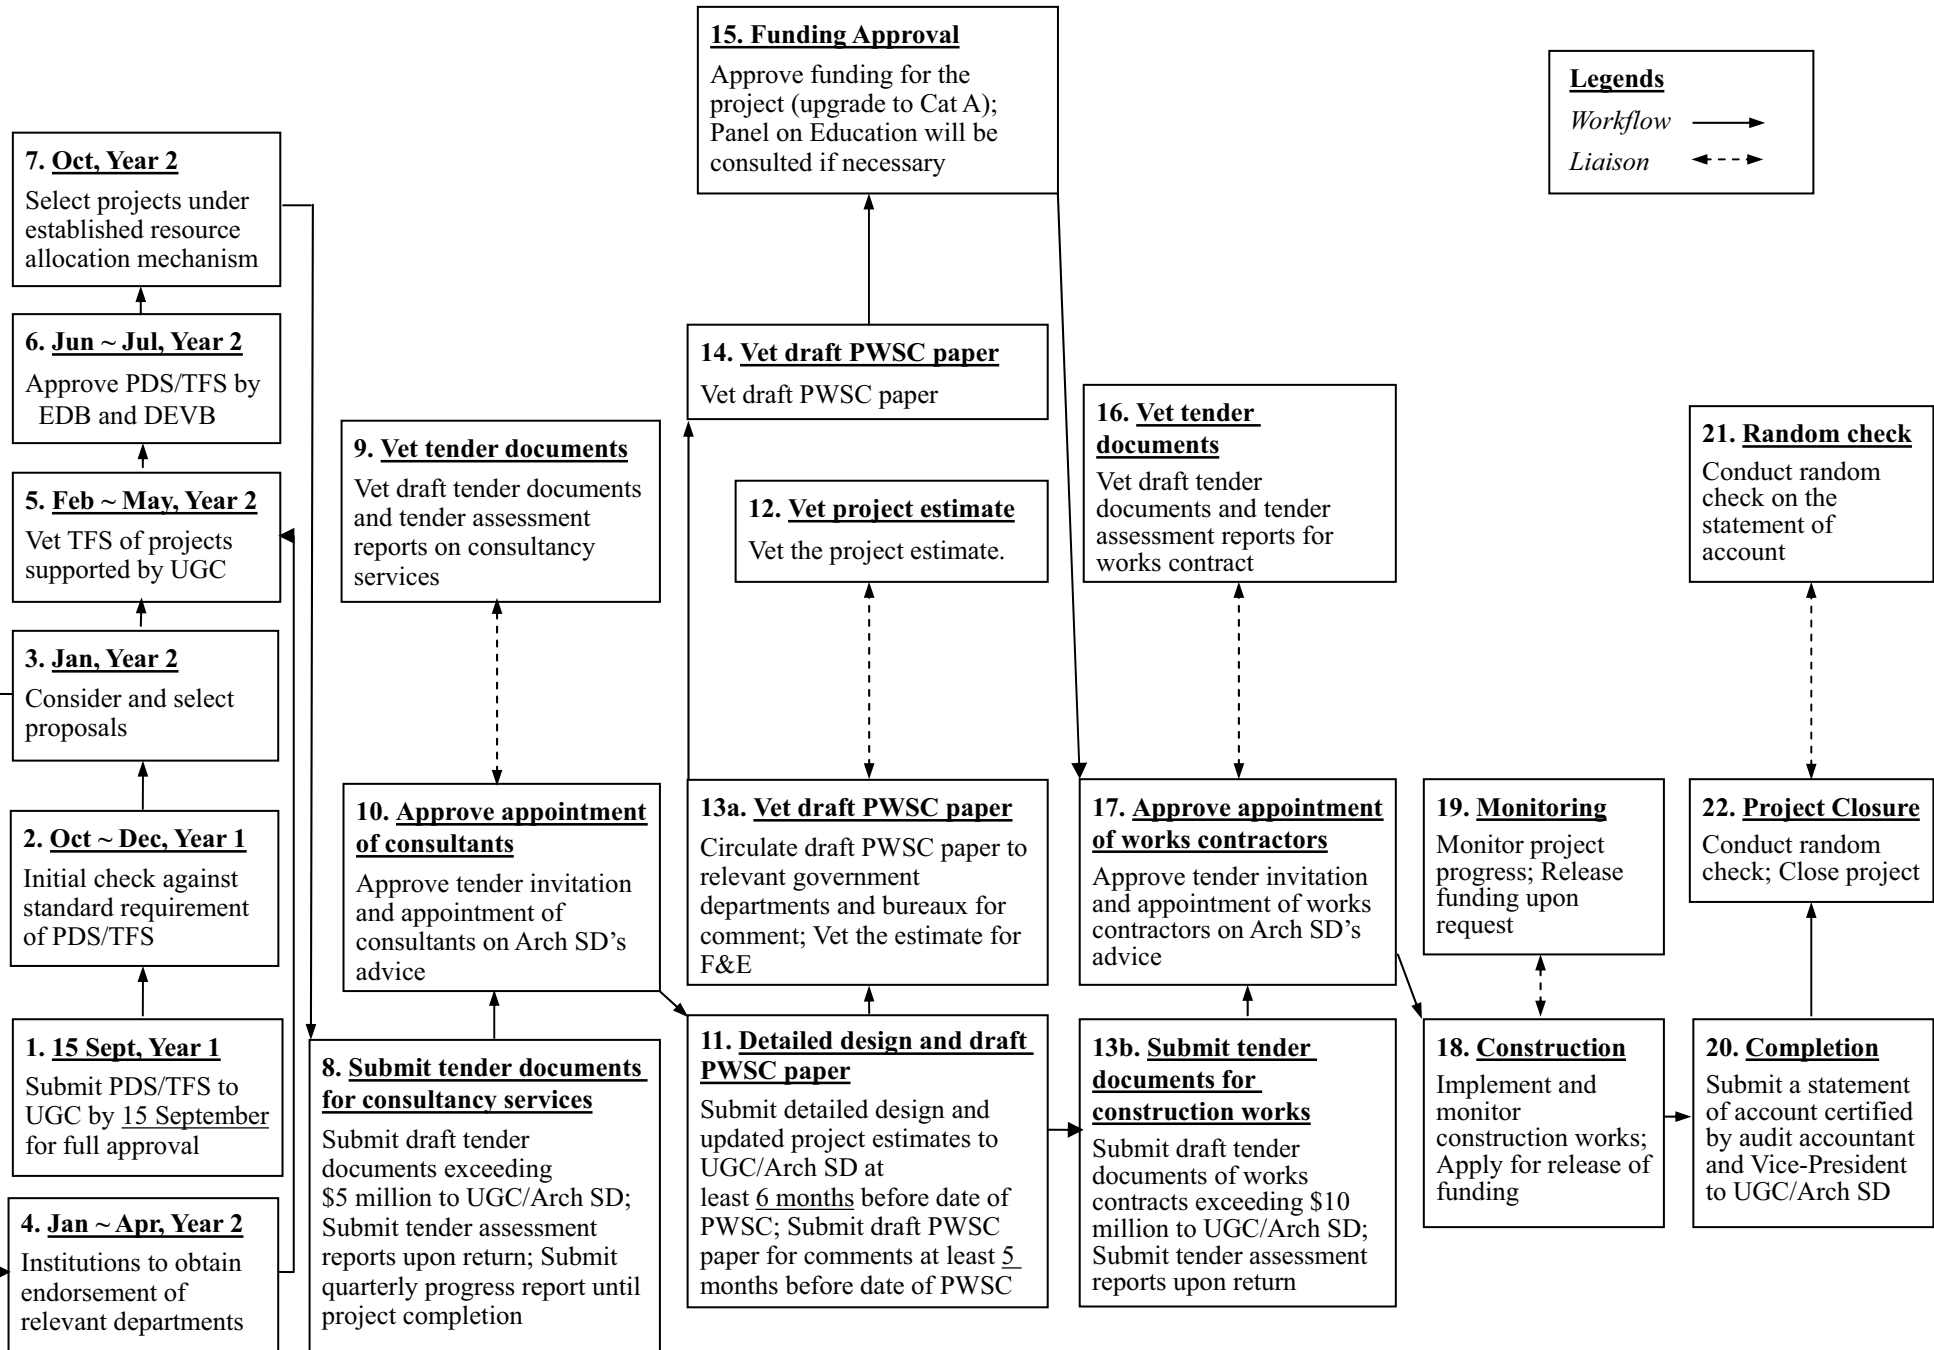 15. Funding Approval
Approve funding for the
project (upgrade to Cat A);
Panel on Education will be
consulted if necessary
Legends
Workflow
Liaison
7. Oct, Year 2
Select projects under
established resource
allocation mechanism
6. Jun ~ Jul, Year 2
Approve PDS/TFS by
EDB and DEVB
5. Feb ~ May, Year 2
Vet TFS of projects
supported by UGC
3. Jan, Year 2
Consider and select
proposals
2. Oct ~ Dec, Year 1
Initial check against
standard requirement
of PDS/TFS
1. 15 Sept, Year 1
Submit PDS/TFS to
UGC by 15 September
for full approval
4. Jan ~ Apr, Year 2
Institutions to obtain
endorsement of
relevant departments
9. Vet tender documents
Vet draft tender documents
and tender assessment
reports on consultancy
services
10. Approve appointment
of consultants
Approve tender invitation
and appointment of
consultants on Arch SD’s
advice
8. Submit tender documents
for consultancy services
Submit draft tender
documents exceeding
$5 million to UGC/Arch SD;
Submit tender assessment
reports upon return; Submit
quarterly progress report until
project completion
14. Vet draft PWSC paper
Vet draft PWSC paper
12. Vet project estimate
Vet the project estimate.
13a. Vet draft PWSC paper
Circulate draft PWSC paper to
relevant government
departments and bureaux for
comment; Vet the estimate for
F&E
11. Detailed design and draft
PWSC paper
Submit detailed design and
updated project estimates to
UGC/Arch SD at
least 6 months before date of
PWSC; Submit draft PWSC
paper for comments at least 5
months before date of PWSC
16. Vet tender
documents
Vet draft tender
documents and tender
assessment reports for
works contract
17. Approve appointment
of works contractors
Approve tender invitation
and appointment of works
contractors on Arch SD’s
advice
13b. Submit tender
documents for
construction works
Submit draft tender
documents of works
contracts exceeding $10
million to UGC/Arch SD;
Submit tender assessment
reports upon return
19. Monitoring
Monitor project
progress; Release
funding upon
request
18. Construction
Implement and
monitor
construction works;
Apply for release of
funding
21. Random check
Conduct random
check on the
statement of
account
22. Project Closure
Conduct random
check; Close project
20. Completion
Submit a statement
of account certified
by audit accountant
and Vice-President
to UGC/Arch SD